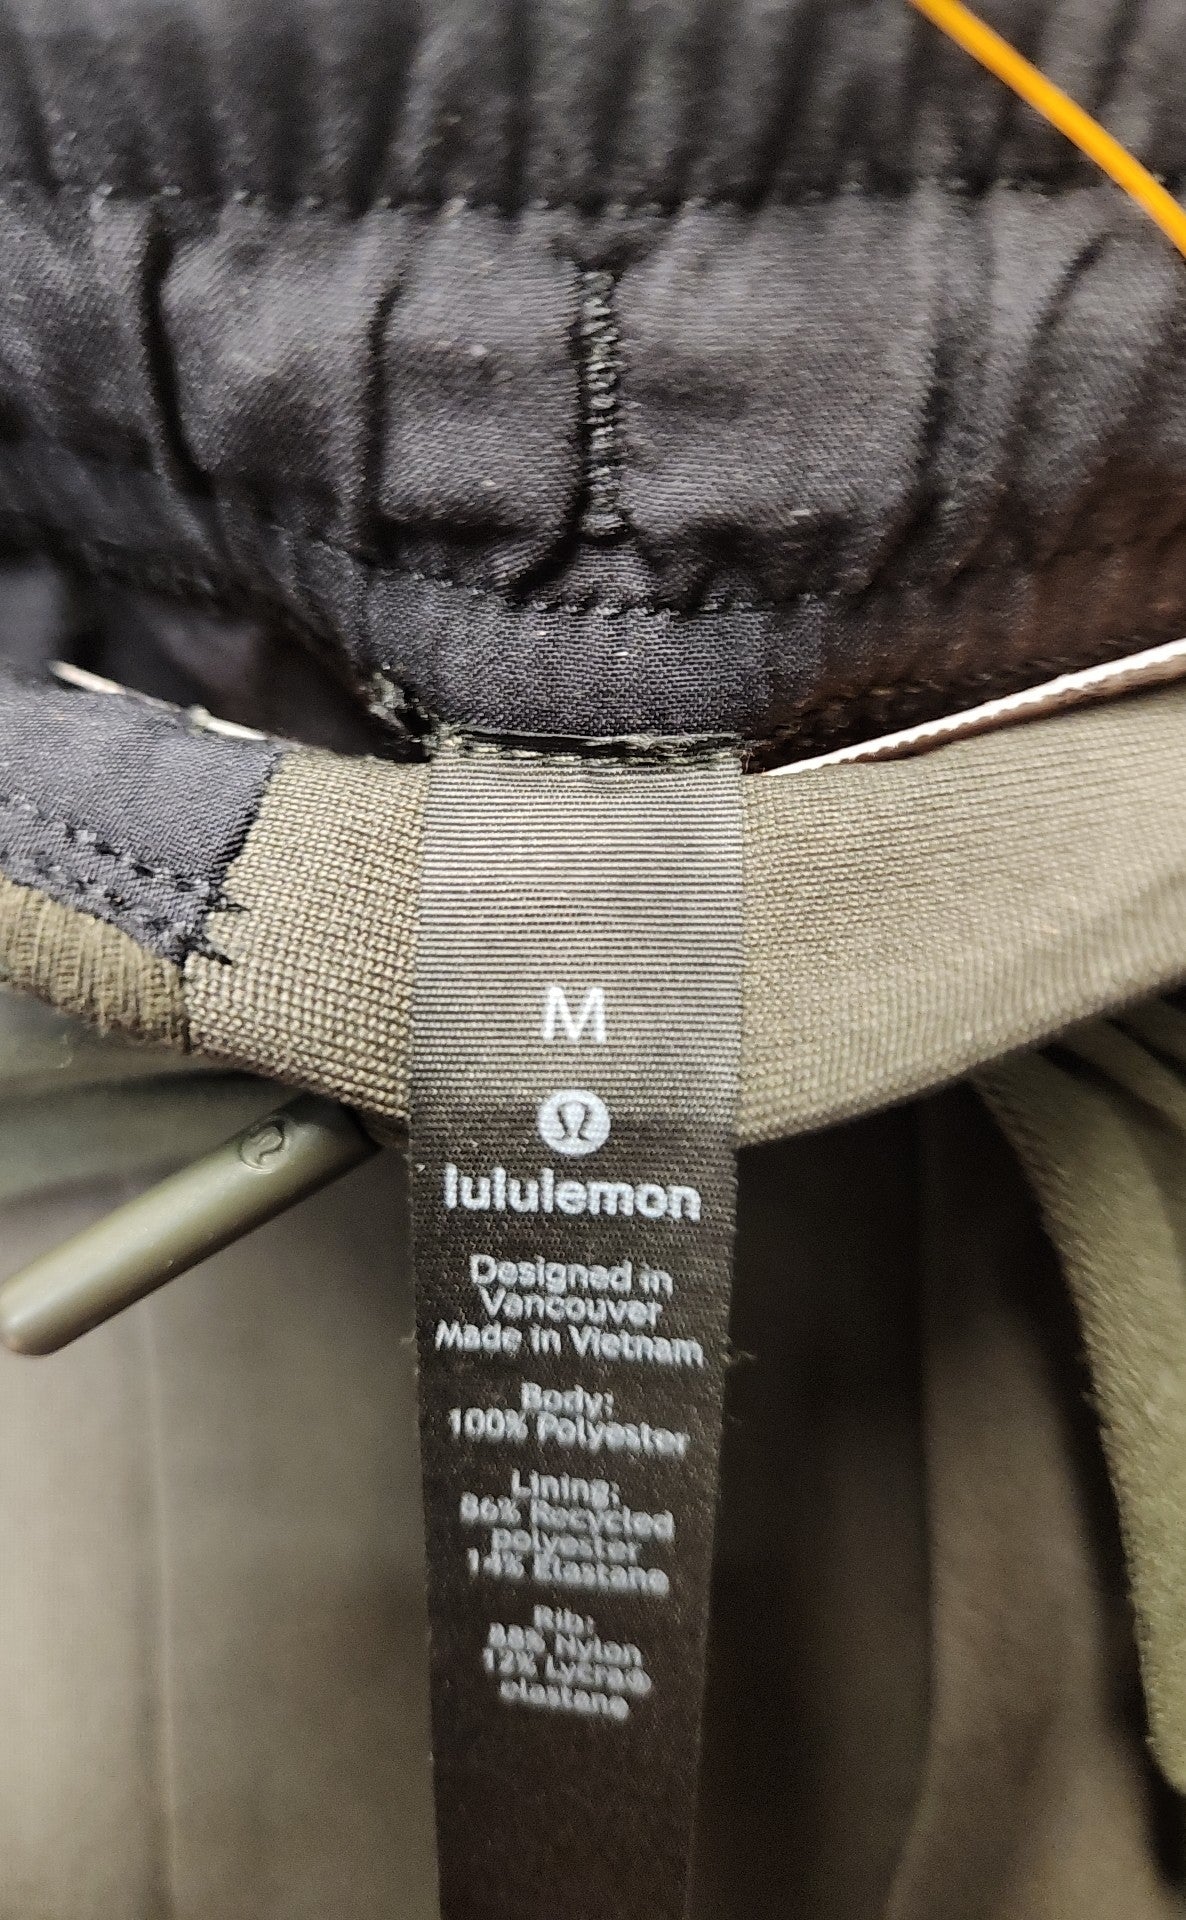 M
lululemon
Designed in
Vancouver
Made in Vietnam
Body:
100% Polyester
Lining:
86% Recycled
polyester
14% Elastane
Rib:
88% Nylon
12% Lycra®
elastane